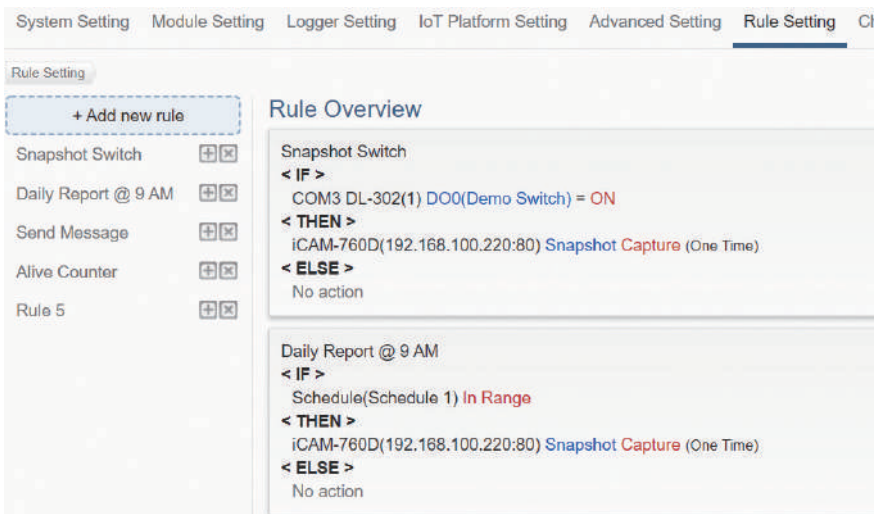 System Setting Module Setting Logger Setting IoT Platform Setting Advanced Setting Rule Setting
Rule Setting
+ Add new rule
Snapshot Switch
Daily Report @ 9 AM
Send Message
Alive Counter
Rule 5
Rule Overview
Snapshot Switch
< IF >
COM3 DL-302(1) DO0(Demo Switch) = ON
< THEN >
iCAM-760D(192.168.100.220:80) Snapshot Capture (One Time)
< ELSE >
No action
Daily Report @ 9 AM
< IF >
Schedule(Schedule 1) In Range
< THEN >
iCAM-760D(192.168.100.220:80) Snapshot Capture (One Time)
< ELSE >
No action